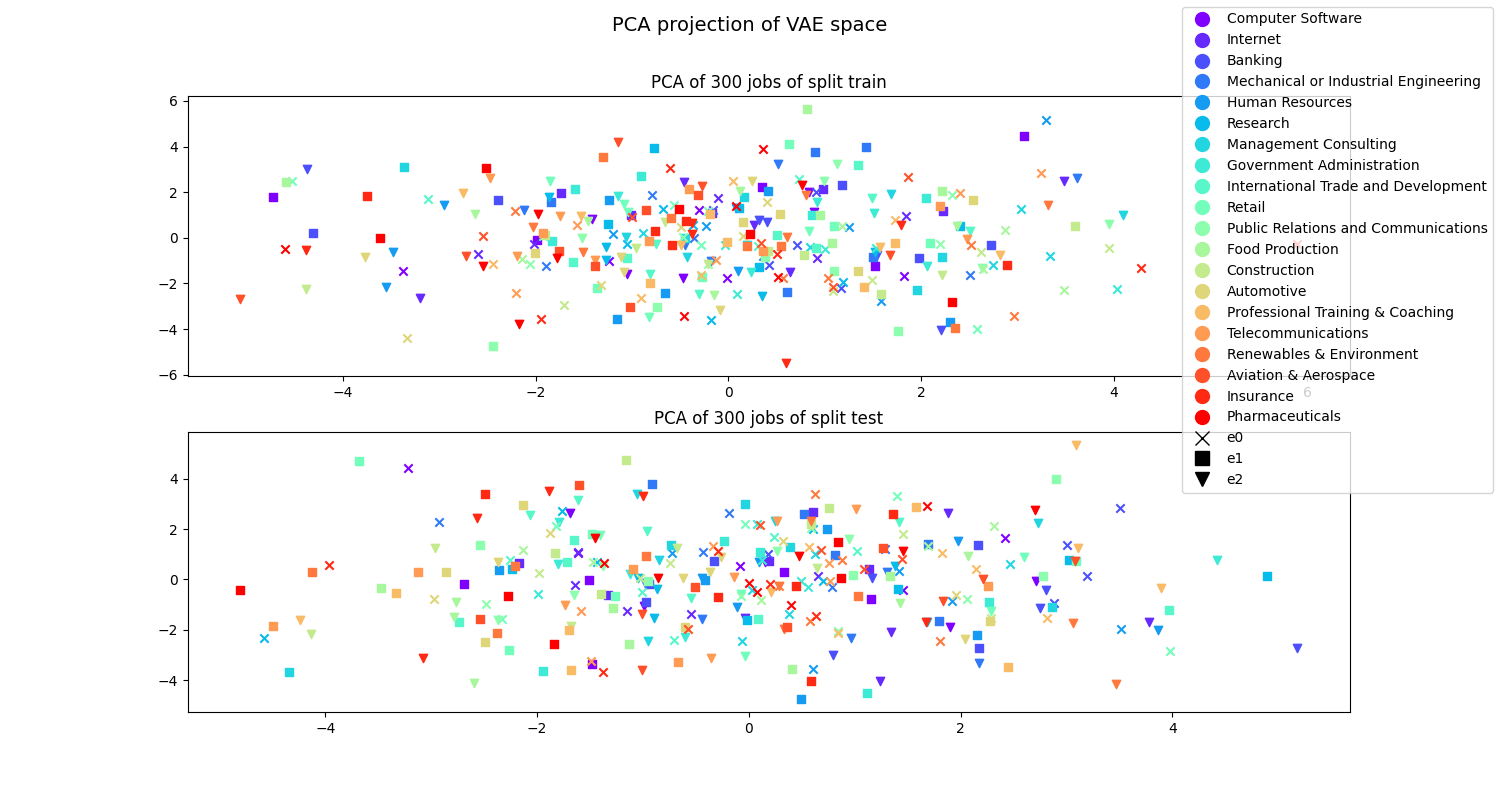 PCA projection of VAE space
PCA of 300 jobs of split train
6
4
2
0
−2
−4
−6
−4
−2
0
2
4
6
PCA of 300 jobs of split test
4
2
0
−2
−4
−4
−2
0
2
4
Computer Software
Internet
Banking
Mechanical or Industrial Engineering
Human Resources
Research
Management Consulting
Government Administration
International Trade and Development
Retail
Public Relations and Communications
Food Production
Construction
Automotive
Professional Training & Coaching
Telecommunications
Renewables & Environment
Aviation & Aerospace
Insurance
Pharmaceuticals
e0
e1
e2